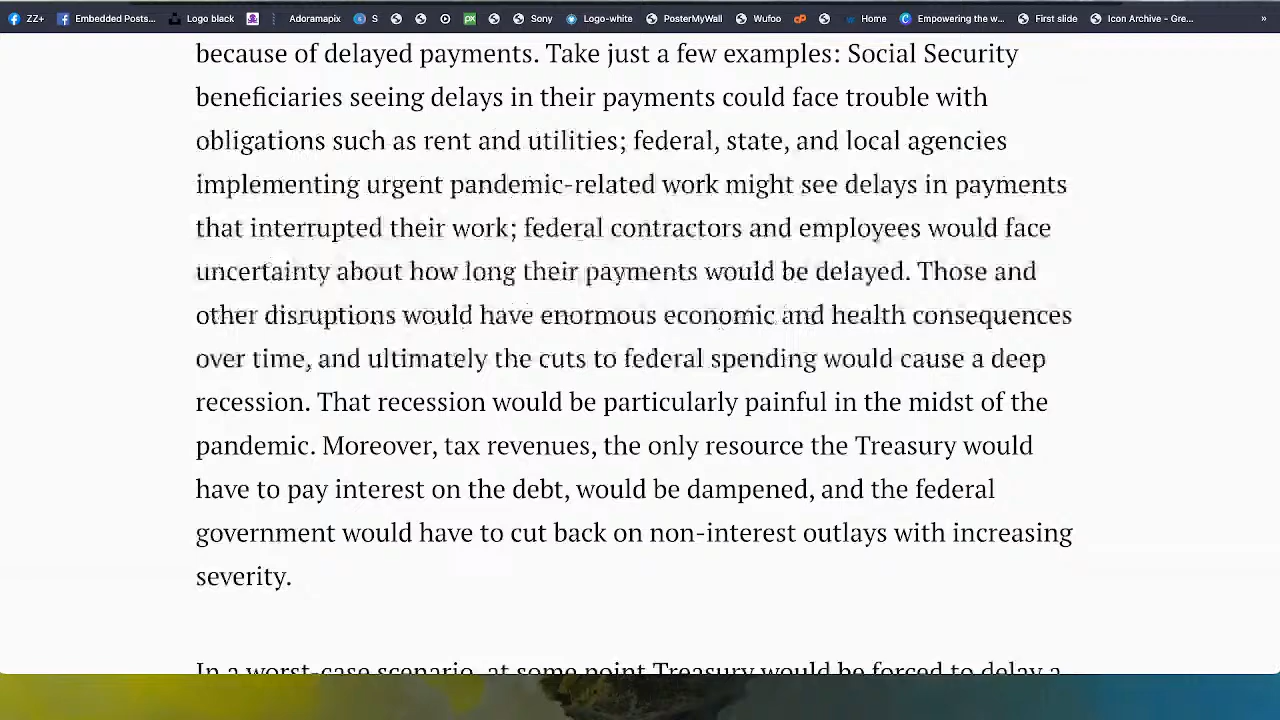 ZZ+ Embedded Posts... Logo black Adoramapix S Sony Logo-white PosterMyWall Wufoo Home Empowering the w... First slide Icon Archive - Gre... »
because of delayed payments. Take just a few examples: Social Security
beneficiaries seeing delays in their payments could face trouble with
obligations such as rent and utilities; federal, state, and local agencies
implementing urgent pandemic-related work might see delays in payments
that interrupted their work; federal contractors and employees would face
uncertainty about how long their payments would be delayed. Those and
other disruptions would have enormous economic and health consequences
over time, and ultimately the cuts to federal spending would cause a deep
recession. That recession would be particularly painful in the midst of the
pandemic. Moreover, tax revenues, the only resource the Treasury would
have to pay interest on the debt, would be dampened, and the federal
government would have to cut back on non-interest outlays with increasing
severity.
In a worst-case scenario, at some point Treasury would be forced to delay a